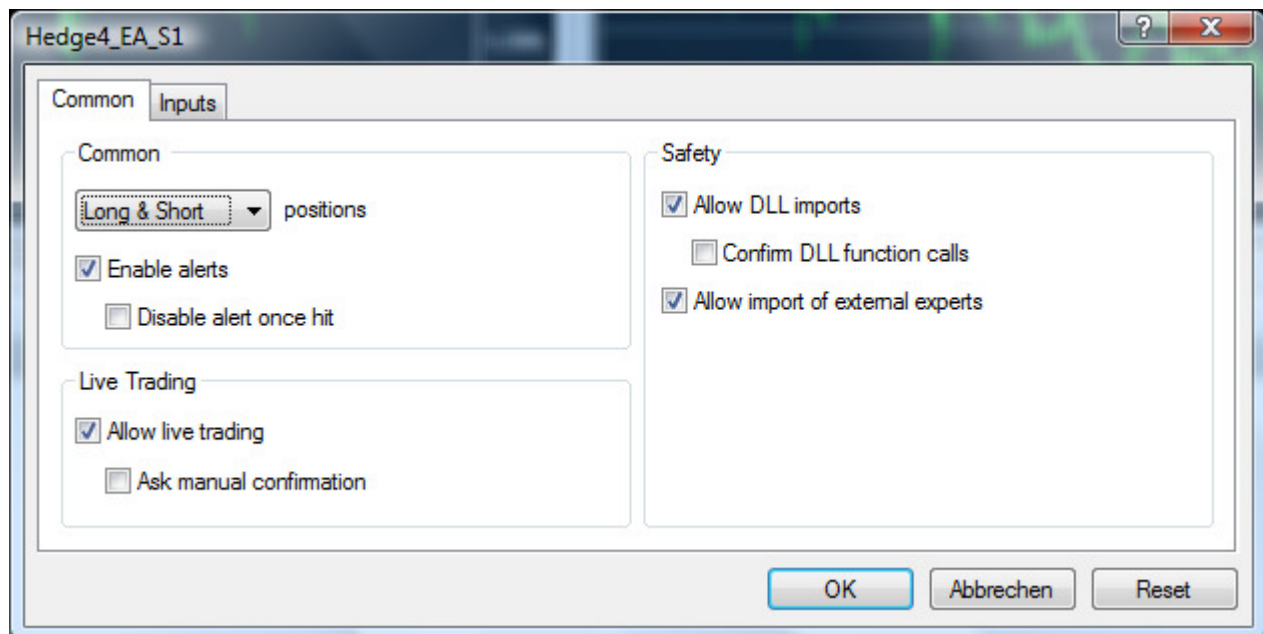 Hedge4_EA_S1
?
X
Common
Inputs
Common
Long & Short
positions
Enable alerts
Disable alert once hit
Live Trading
Allow live trading
Ask manual confirmation
Safety
Allow DLL imports
Confirm DLL function calls
Allow import of external experts
OK
Abbrechen
Reset